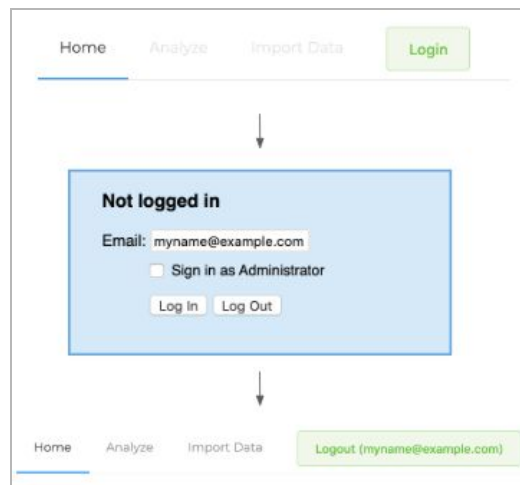 Home Analyze Import Data Login
Not logged in
Email: myname@example.com
Sign in as Administrator
Log In Log Out
Home Analyze Import Data Logout (myname@example.com)